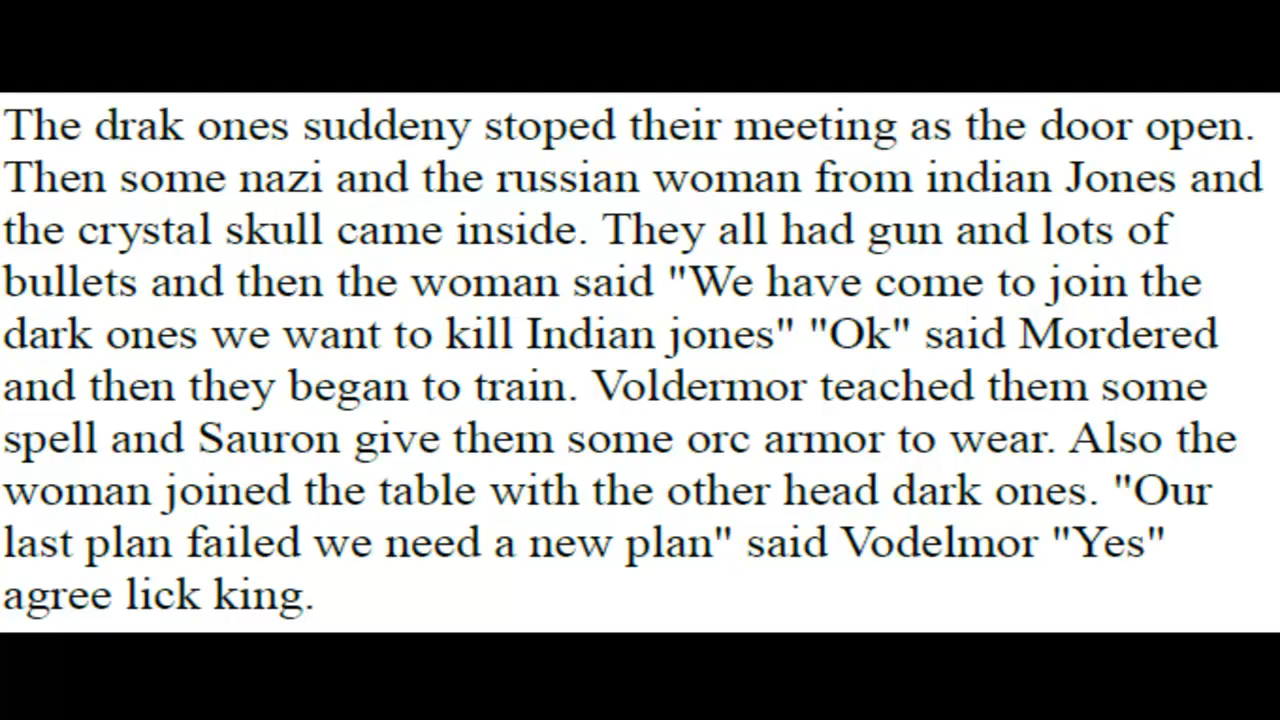 The drak ones suddeny stoped their meeting as the door open.
Then some nazi and the russian woman from indian Jones and
the crystal skull came inside. They all had gun and lots of
bullets and then the woman said "We have come to join the
dark ones we want to kill Indian jones" "Ok" said Mordered
and then they began to train. Voldermor teached them some
spell and Sauron give them some orc armor to wear. Also the
woman joined the table with the other head dark ones. "Our
last plan failed we need a new plan" said Vodelmor "Yes"
agree lick king.